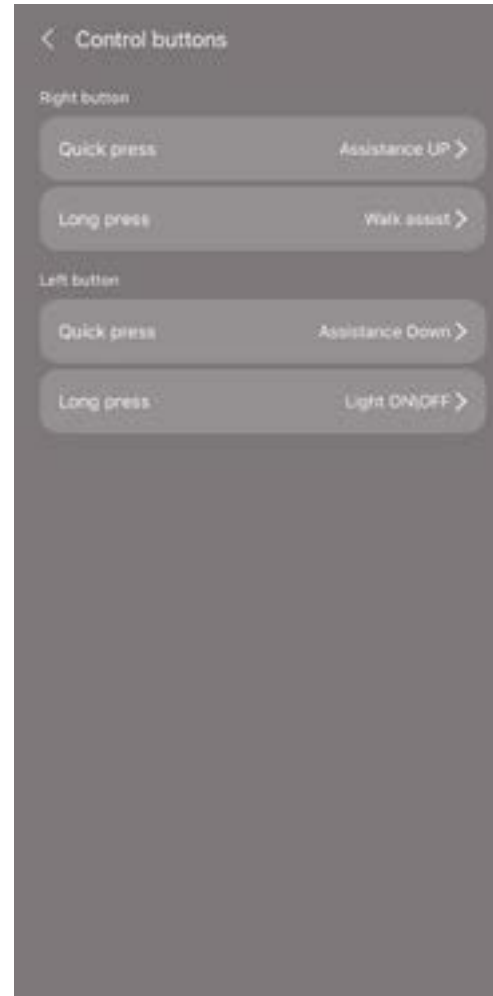 Control buttons
Right button
Quick press Assistance UP
Long press Walk assist
Left button
Quick press Assistance Down
Long press Light ON|OFF